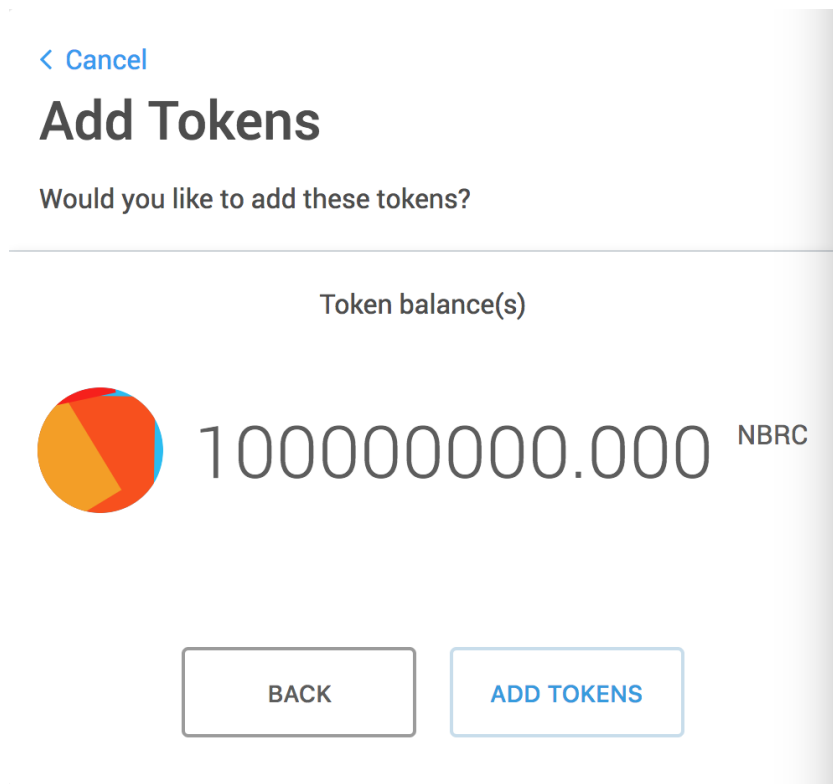 < Cancel
Add Tokens
Would you like to add these tokens?
Token balance(s)
100000000.000 NBRC
BACK ADD TOKENS